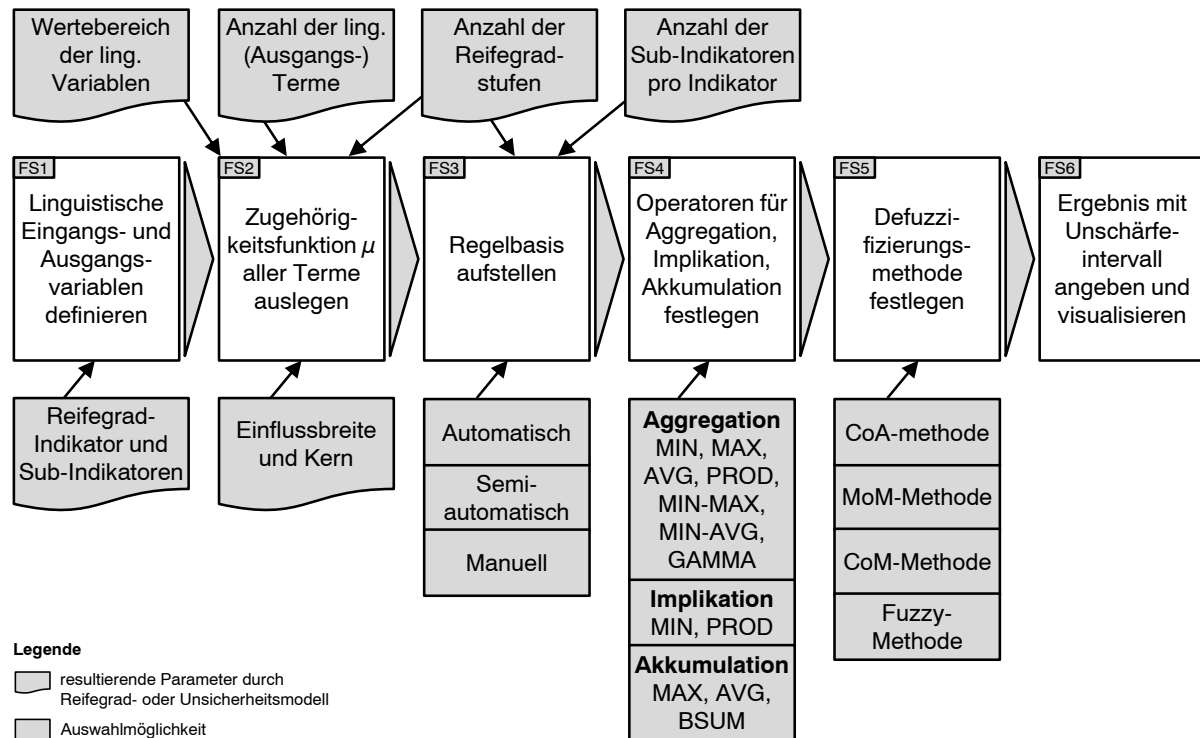 Wertebereich
der ling.
Variablen
Anzahl der ling.
(Ausgangs-)
Terme
Anzahl der
Reifegrad-
stufen
Anzahl der
Sub-Indikatoren
pro Indikator
FS1
Linguistische
Eingangs- und
Ausgangs-
variablen
definieren
FS2
Zugehörig-
keitsfunktion μ
aller Terme
auslegen
FS3
Regelbasis
aufstellen
FS4
Operatoren für
Aggregation,
Implikation,
Akkumulation
festlegen
FS5
Defuzzi-
fizierungs-
methode
festlegen
FS6
Ergebnis mit
Unschärfe-
intervall
angeben und
visualisieren
Reifegrad-
Indikator und
Sub-Indikatoren
Einflussbreite
und Kern
Automatisch
Semi-
automatisch
Manuell
Aggregation
MIN, MAX,
AVG, PROD,
MIN-MAX,
MIN-AVG,
GAMMA
Implikation
MIN, PROD
Akkumulation
MAX, AVG,
BSUM
CoA-methode
MoM-Methode
CoM-Methode
Fuzzy-
Methode
Legende
resultierende Parameter durch
Reifegrad- oder Unsicherheitsmodell
Auswahlmöglichkeit